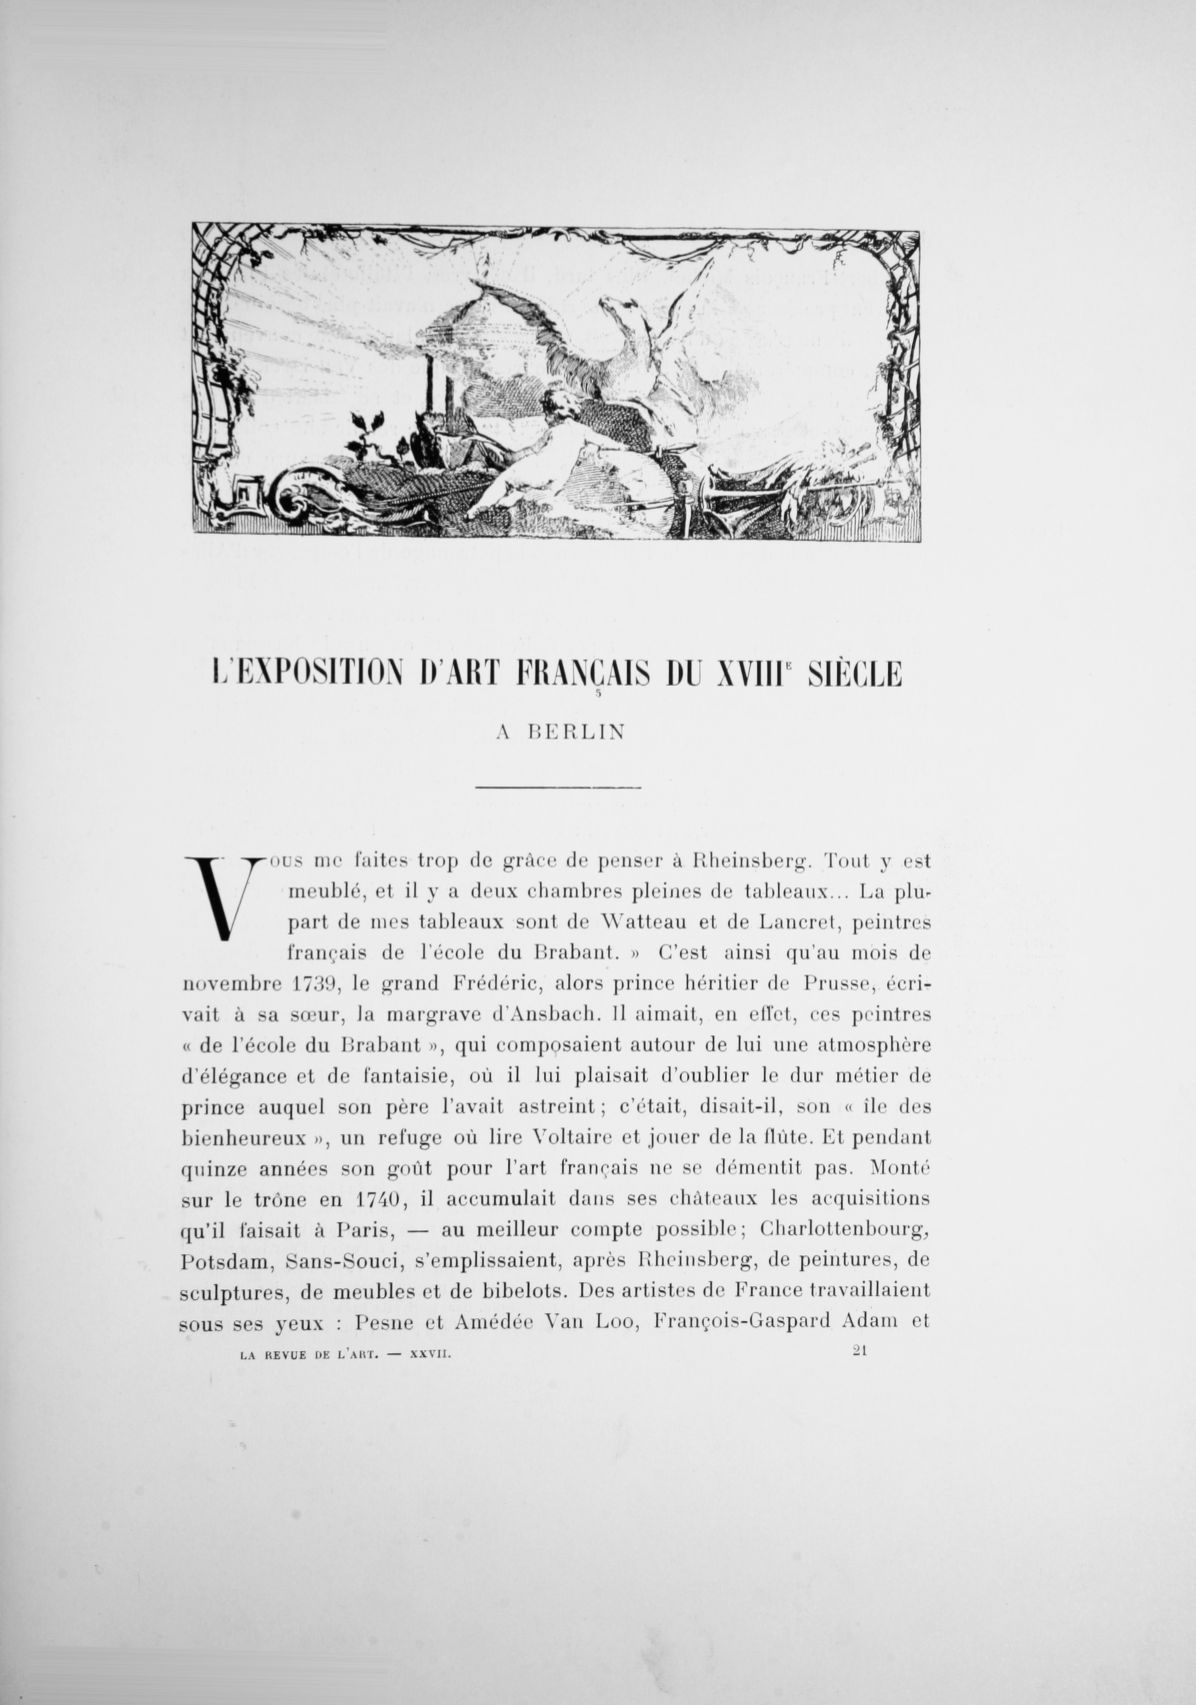 L'EXPOSITION D'ART FRANÇAIS DU XVIIIE SIÈCLE
A BERLIN
Vous me faites trop de grâce de penser à Rheinsberg. Tout y est
meublé, et il y a deux chambres pleines de tableaux... La plu-
part de mes tableaux sont de Watteau et de Lancret, peintres
français de l'école du Brabant. » C'est ainsi qu'au mois de
novembre 1739, le grand Frédéric, alors prince héritier de Prusse, écri-
vait à sa sœur, la margrave d'Ansbach. Il aimait, en effet, ces peintres
« de l'école du Brabant », qui composaient autour de lui une atmosphère
d'élégance et de fantaisie, où il lui plaisait d'oublier le dur métier de
prince auquel son père l'avait astreint ; c'était, disait-il, son « île des
bienheureux », un refuge où lire Voltaire et jouer de la flûte. Et pendant
quinze années son goût pour l'art français ne se démentit pas. Monté
sur le trône en 1740, il accumulait dans ses châteaux les acquisitions
qu'il faisait à Paris, — au meilleur compte possible ; Charlottenbourg,
Potsdam, Sans-Souci, s'emplissaient, après Rheinsberg, de peintures, de
sculptures, de meubles et de bibelots. Des artistes de France travaillaient
sous ses yeux : Pesne et Amédée Van Loo, François-Gaspard Adam et
LA REVUE DE L'ART. — XXVII. 21